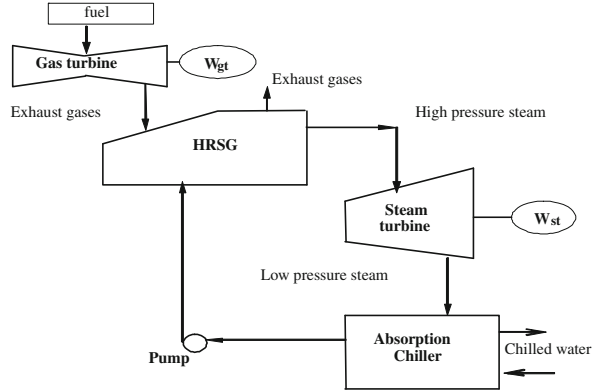 fuel
Gas turbine
Wgt
Exhaust gases
Exhaust gases
High pressure steam
HRSG
Steam
turbine
Wst
Low pressure steam
Absorption
Chiller
Chilled water
Pump